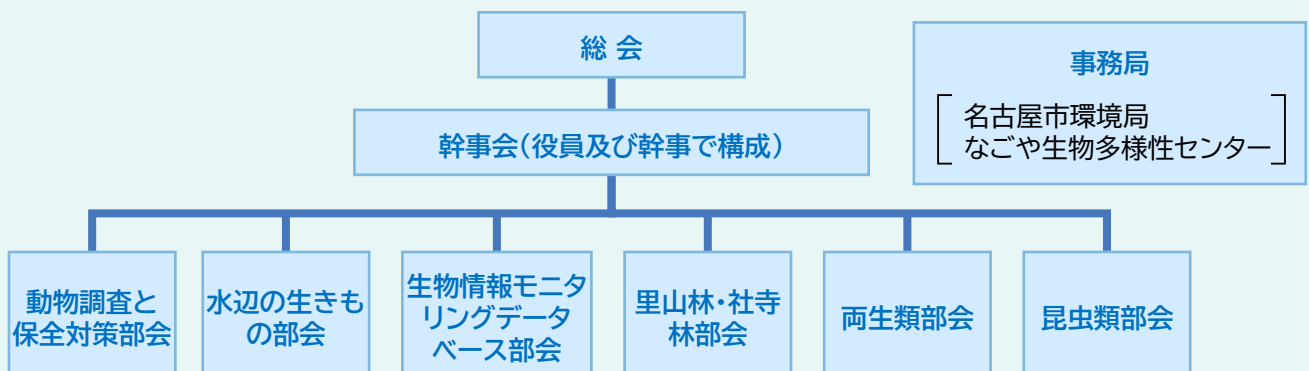 総 会
事務局
名古屋市環境局
なごや生物多様性センター
幹事会(役員及び幹事で構成)
動物調査と
保全対策部会
水辺の生きも
の部会
生物情報モニタ
リングデータ
ベース部会
里山林・社寺
林部会
両生類部会
昆虫類部会